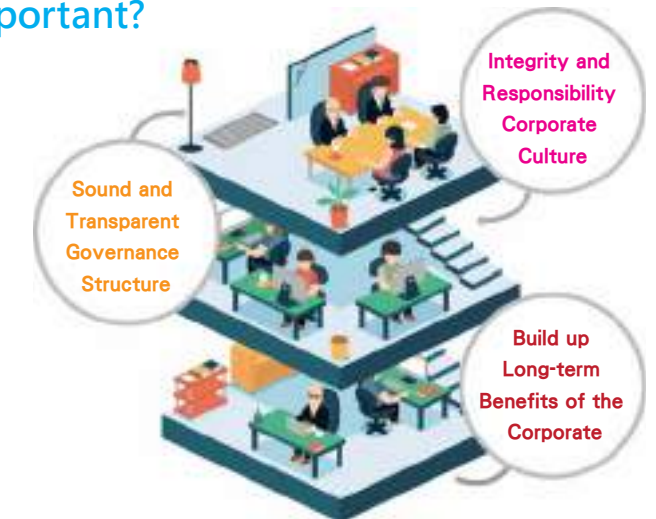 portant?
Integrity and
Responsibility
Corporate
Culture
Sound and
Transparent
Governance
Structure
Build up
Long-term
Benefits of the
Corporate